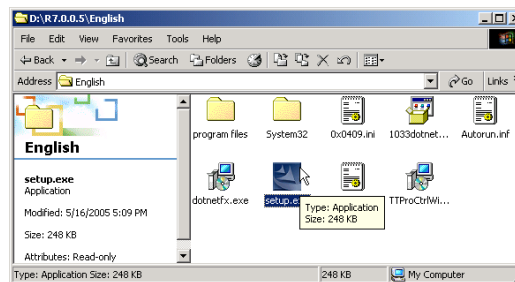 D:\R7.0.0.5\English
File Edit View Favorites Tools Help
Back Search Folders
Address English Go Links
English
setup.exe
Application
Modified: 5/16/2005 5:09 PM
Size: 248 KB
Attributes: Read-only
program files System32 0x0409.ini 1033dotnet... Autorun.inf
dotnetfx.exe setup.e TTProCtrlWi...
Type: Application
Size: 248 KB
Type: Application Size: 248 KB 248 KB My Computer